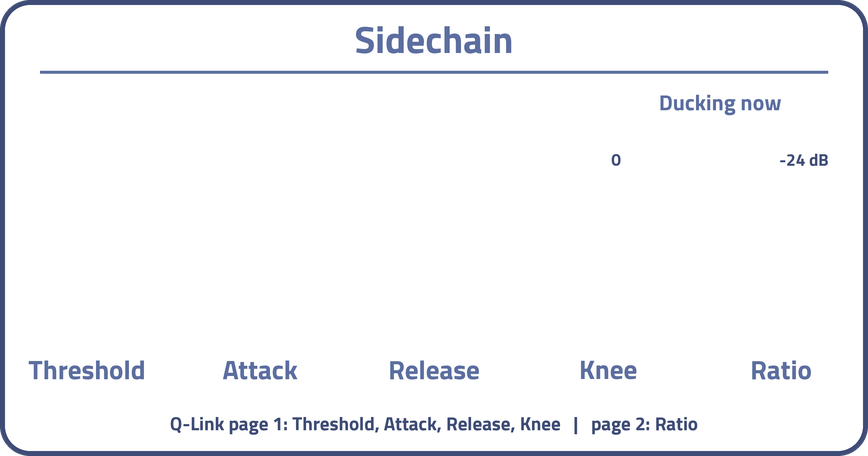 Sidechain
Ducking now
0 -24 dB
Threshold Attack Release Knee Ratio
Q-Link page 1: Threshold, Attack, Release, Knee | page 2: Ratio